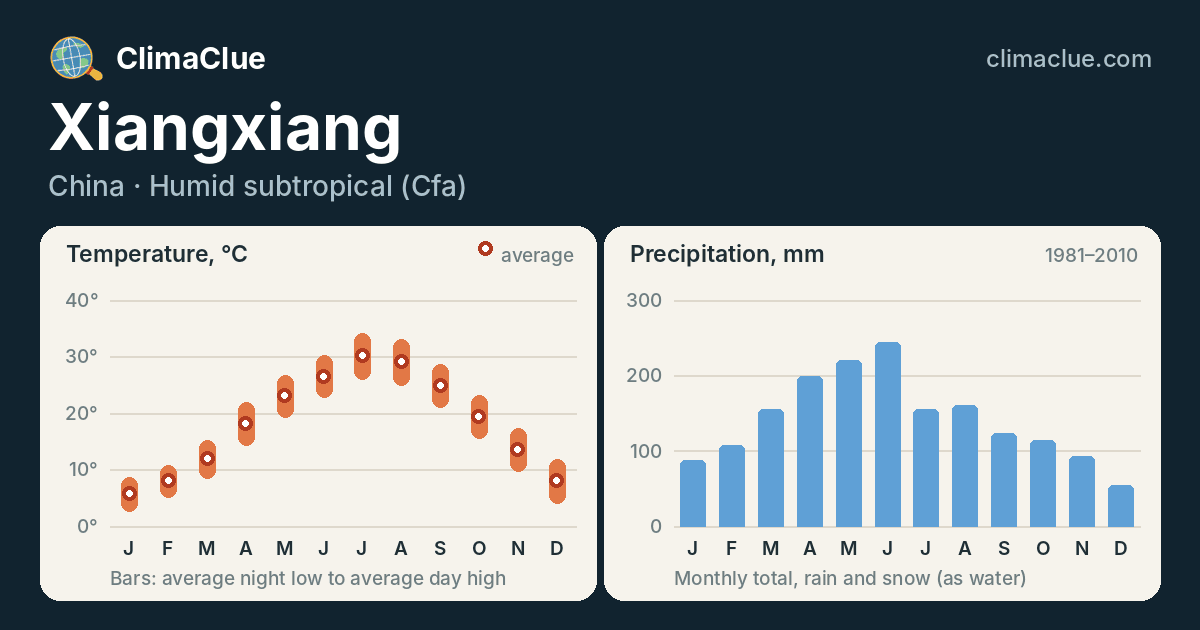 ClimaClue
climaclue.com
Xiangxiang
China · Humid subtropical (Cfa)
Temperature, °C
average
40°
30°
20°
10°
0°
J F M A M J J A S O N D
Bars: average night low to average day high
Precipitation, mm
1981–2010
300
200
100
0
J F M A M J J A S O N D
Monthly total, rain and snow (as water)